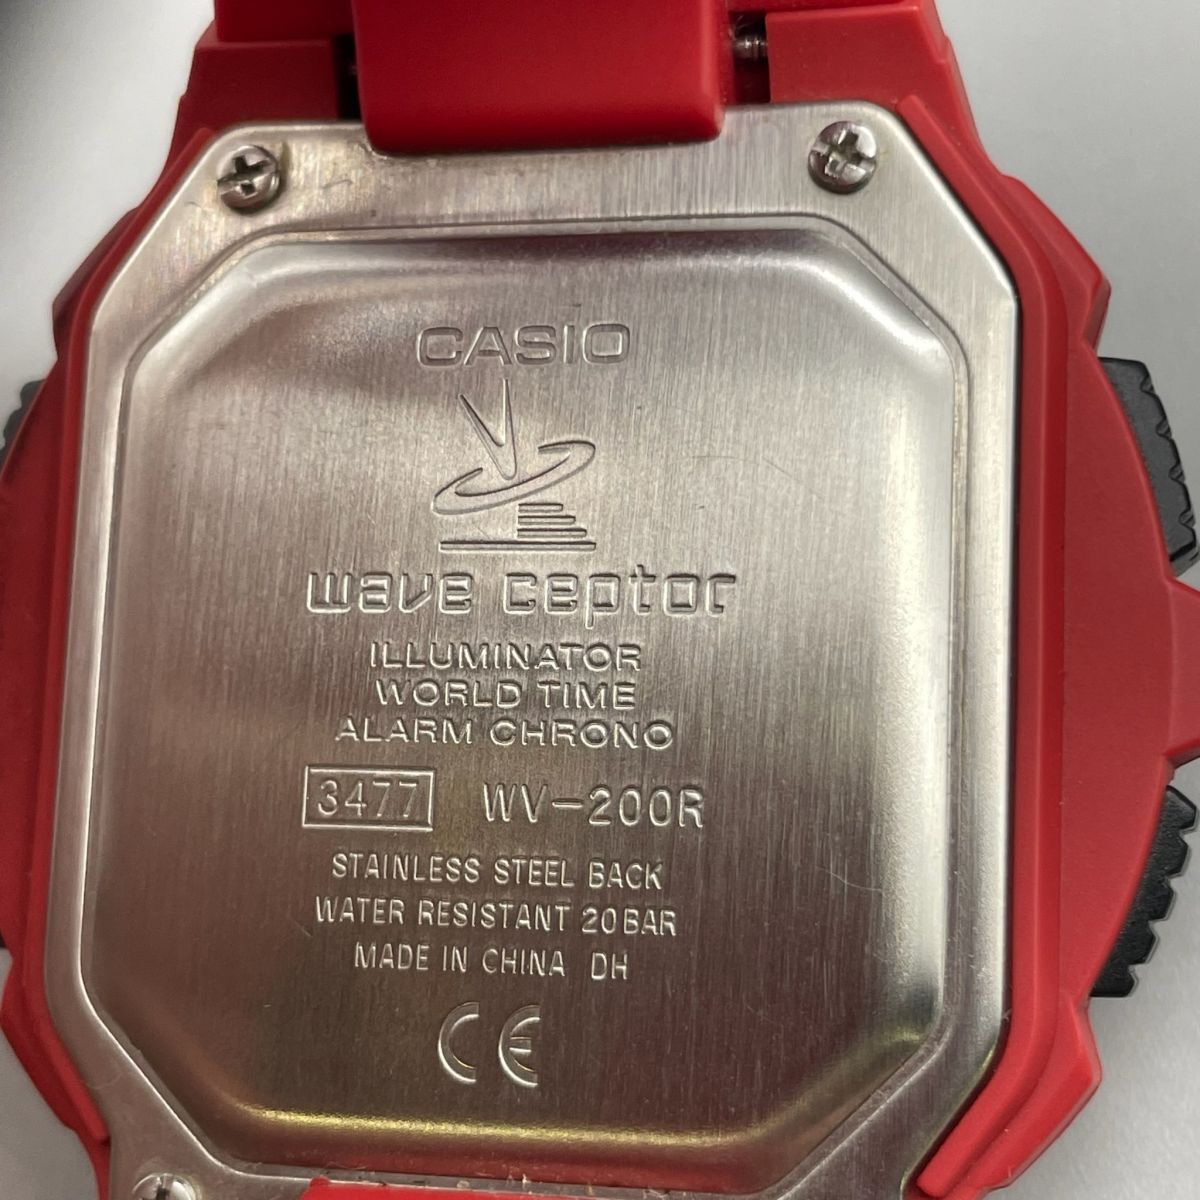 CASIO
wave ceptor
ILLUMINATOR
WORLD TIME
ALARM CHRONO
3477 WV-200R
STAINLESS STEEL BACK
WATER RESISTANT 20BAR
MADE IN CHINA DH
CE